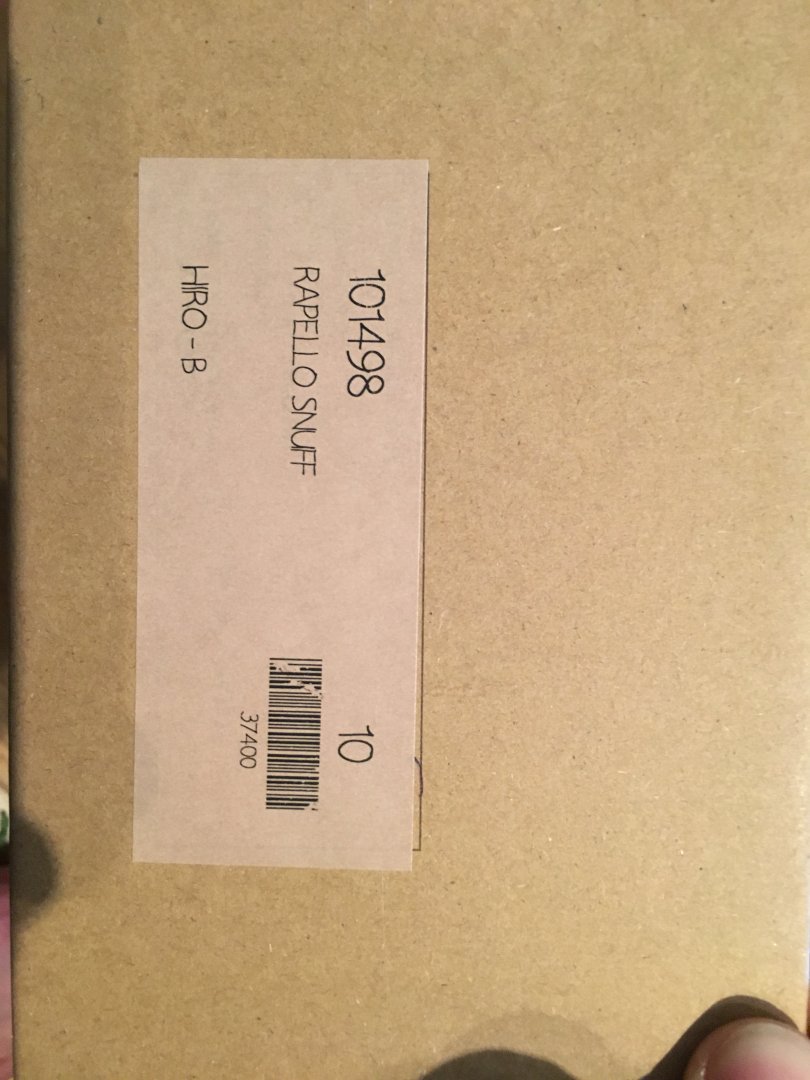 101498 10
RAPELLO SNUFF
37400
HIRO - B